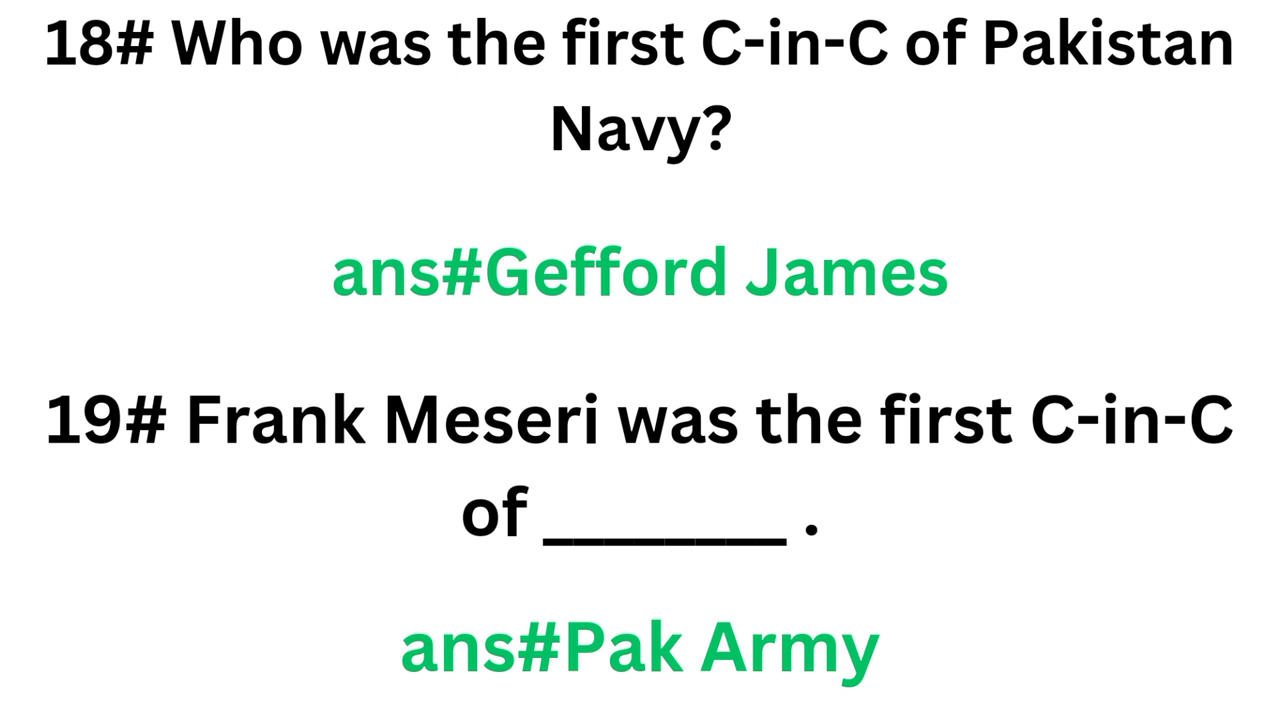 18# Who was the first C-in-C of Pakistan
Navy?
ans#Gefford James
19# Frank Meseri was the first C-in-C
of ________ .
ans#Pak Army